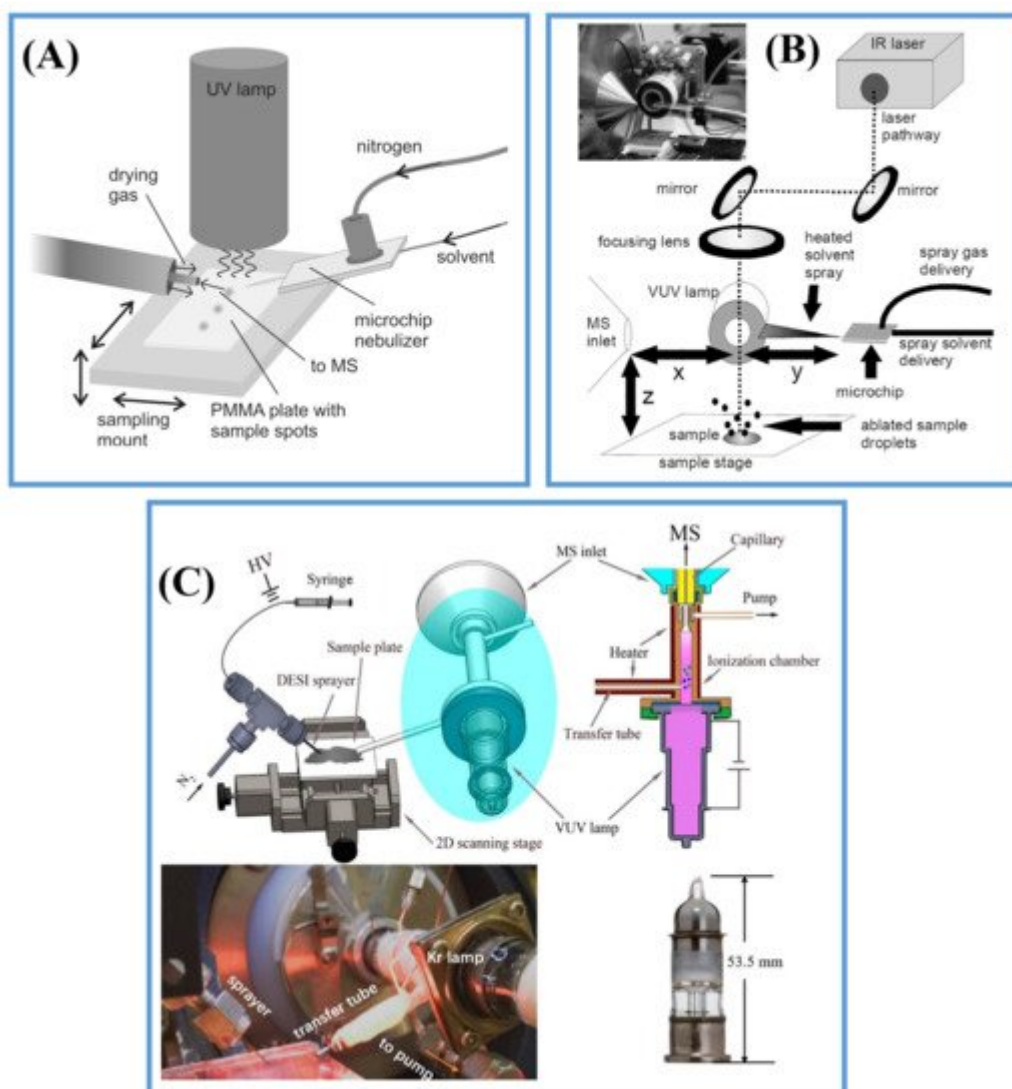 (A)
UV lamp
nitrogen
drying
gas
solvent
microchip
nebulizer
to MS
PMMA plate with
sample spots
sampling
mount
(B)
IR laser
laser
pathway
mirror
mirror
focusing lens
heated
solvent
spray
spray gas
delivery
VUV lamp
MS
inlet
spray solvent
delivery
x
y
z
microchip
sample
ablated sample
droplets
sample stage
(C)
HV
Syringe
Sample plate
DESI sprayer
N2
2D scanning stage
MS inlet
VUV lamp
MS
Capillary
Pump
Heater
Ionization chamber
Transfer tube
sprayer
transfer tube
Kr lamp
to pump
53.5 mm